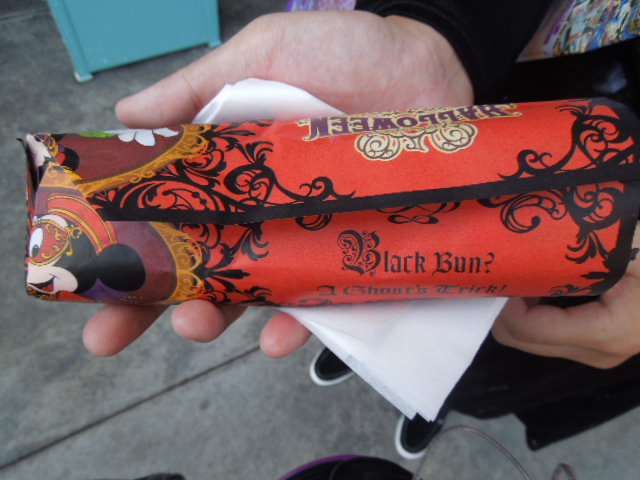 HALLOWEEN
Black Bun?
A Ghost's Trick!